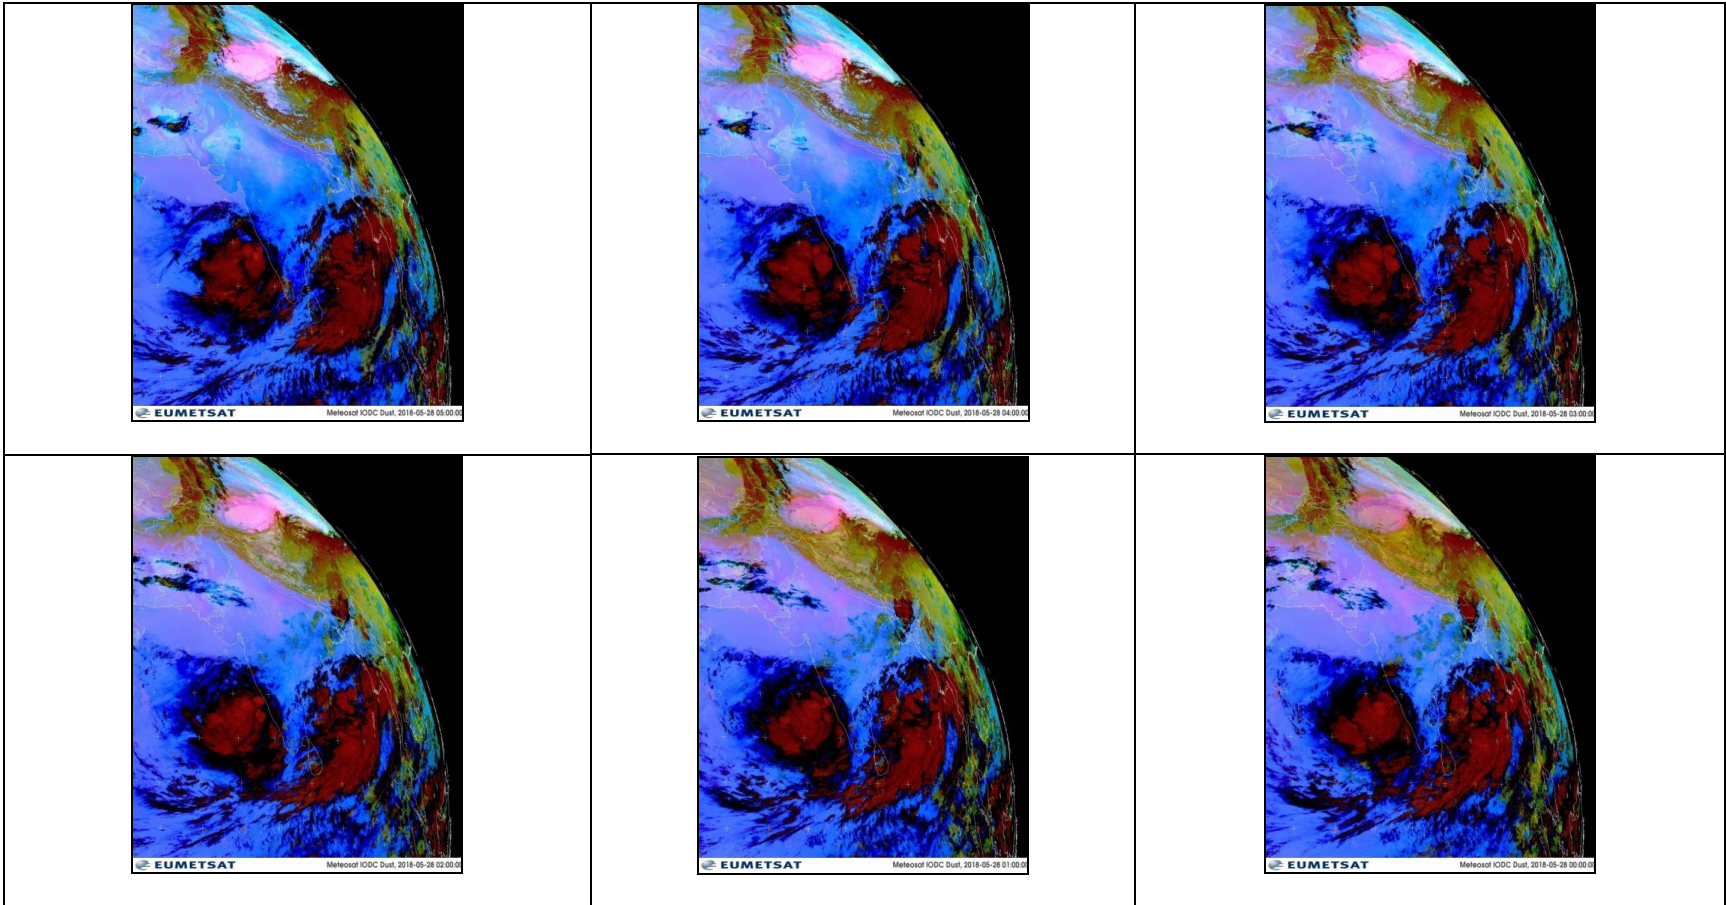 EUMETSAT Meteosat IODC Dust, 2018-05-28 05:00:00
EUMETSAT Meteosat IODC Dust, 2018-05-28 04:00:00
EUMETSAT Meteosat IODC Dust, 2018-05-28 03:00:00
EUMETSAT Meteosat IODC Dust, 2018-05-28 02:00:00
EUMETSAT Meteosat IODC Dust, 2018-05-28 01:00:00
EUMETSAT Meteosat IODC Dust, 2018-05-28 00:00:00